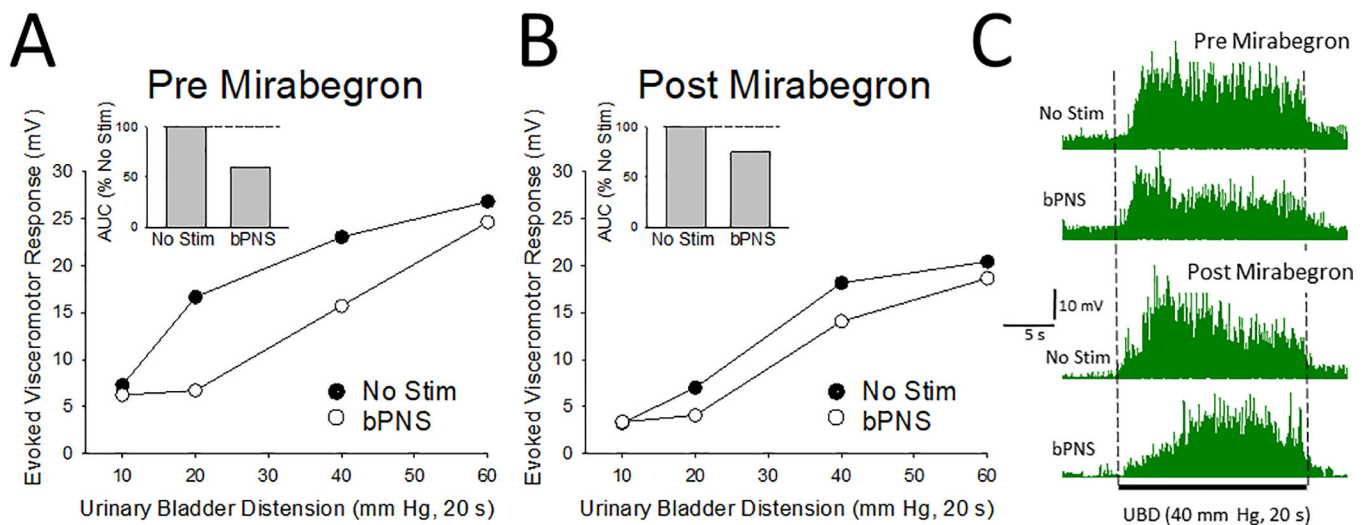 A
Pre Mirabegron
Evoked Visceromotor Response (mV)
30
25
20
15
10
5
0
AUC (% No Stim)
100
50
0
No Stim
bPNS
No Stim
bPNS
10
20
30
40
50
60
Urinary Bladder Distension (mm Hg, 20 s)
B
Post Mirabegron
Evoked Visceromotor Response (mV)
30
25
20
15
10
5
0
AUC (% No Stim)
100
50
0
No Stim
bPNS
No Stim
bPNS
10
20
30
40
50
60
Urinary Bladder Distension (mm Hg, 20 s)
C
Pre Mirabegron
No Stim
bPNS
Post Mirabegron
10 mV
5 s
No Stim
bPNS
UBD (40 mm Hg, 20 s)